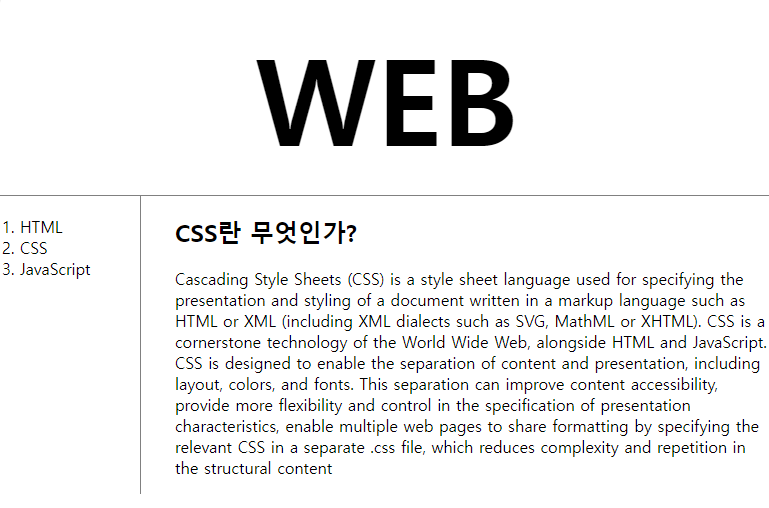 WEB
1. HTML
2. CSS
3. JavaScript
CSS란 무엇인가?
Cascading Style Sheets (CSS) is a style sheet language used for specifying the
presentation and styling of a document written in a markup language such as
HTML or XML (including XML dialects such as SVG, MathML or XHTML). CSS is a
cornerstone technology of the World Wide Web, alongside HTML and JavaScript.
CSS is designed to enable the separation of content and presentation, including
layout, colors, and fonts. This separation can improve content accessibility,
provide more flexibility and control in the specification of presentation
characteristics, enable multiple web pages to share formatting by specifying the
relevant CSS in a separate .css file, which reduces complexity and repetition in
the structural content